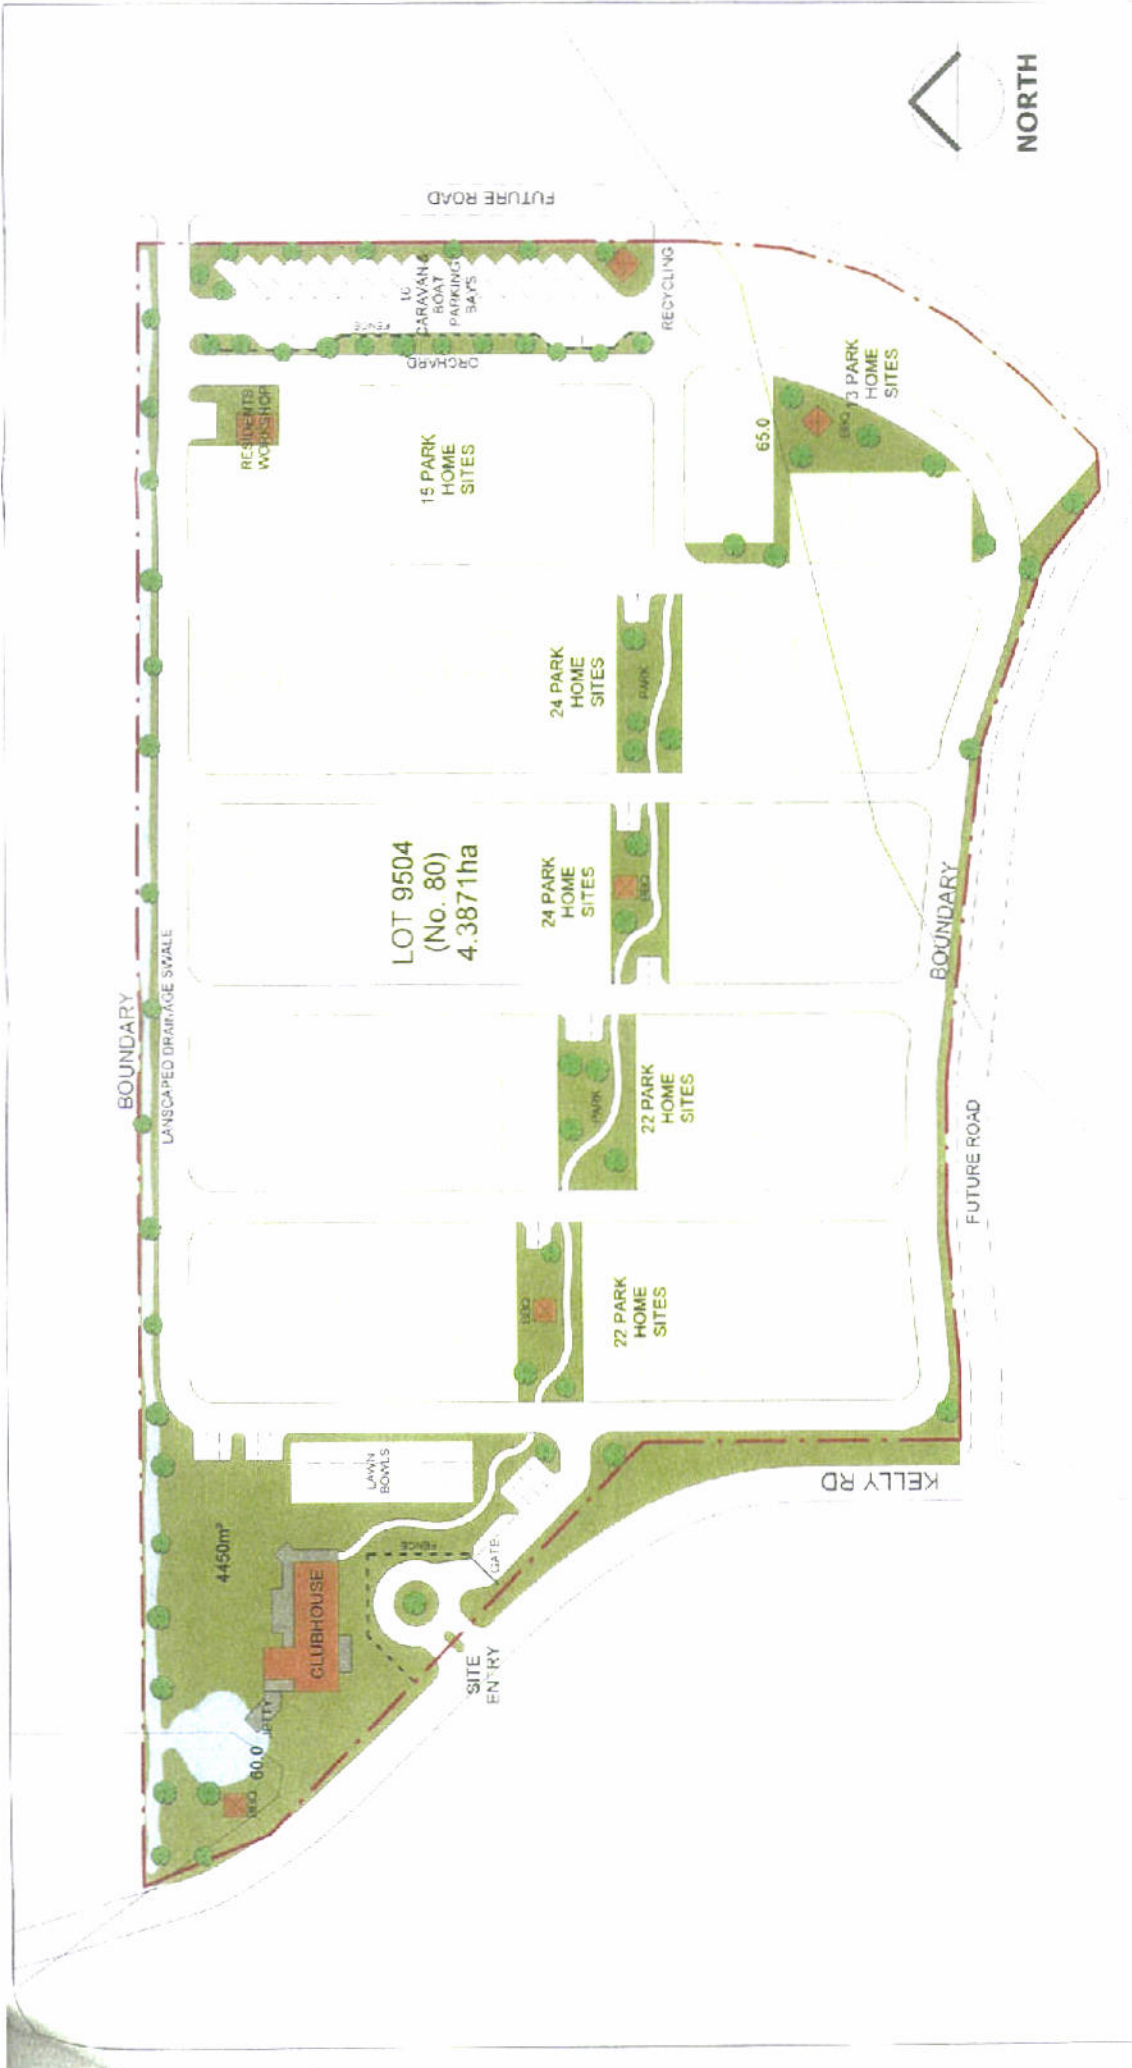 NORTH
FUTURE ROAD
16
CARAVAN &
BOAT
PARKING
BAYS
RECYCLING
ORCHARD
RESIDENTS
WORKSHOP
15 PARK
HOME
SITES
13 PARK
HOME
SITES
BBQ
65.0
24 PARK
HOME
SITES
PARK
LOT 9504
(No. 80)
4.3871ha
24 PARK
HOME
SITES
BBQ
BOUNDARY
BOUNDARY
LANSCAPED DRAINAGE SWALE
PARK
22 PARK
HOME
SITES
FUTURE ROAD
BBQ
22 PARK
HOME
SITES
LAWN
BOWLS
KELLY RD
4450m²
FENCE
GATE
CLUBHOUSE
SITE
ENTRY
JETTY
60.0
BBQ